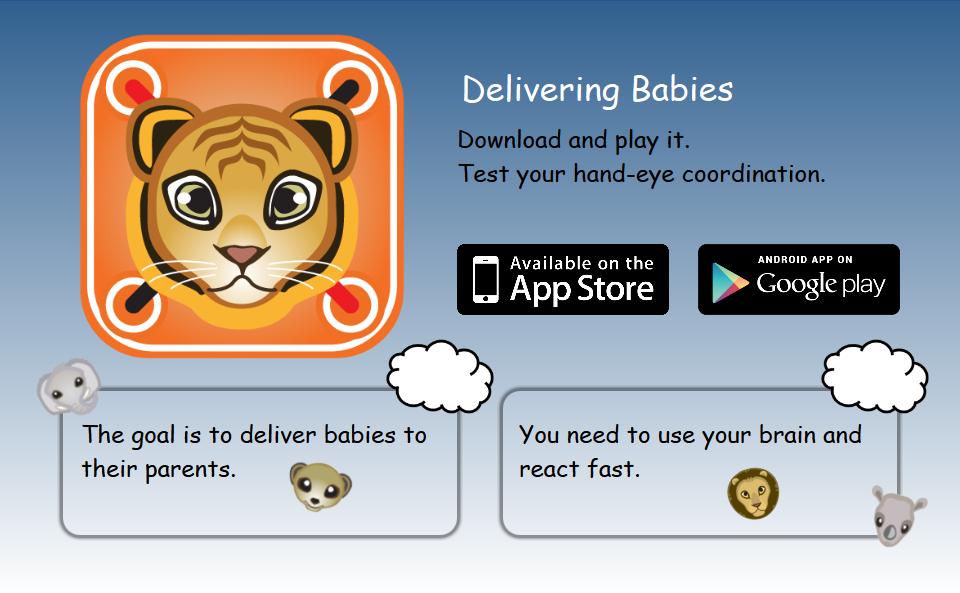 Delivering Babies
Download and play it.
Test your hand-eye coordination.
Available on the
App Store
ANDROID APP ON
Google play
The goal is to deliver babies to
their parents.
You need to use your brain and
react fast.